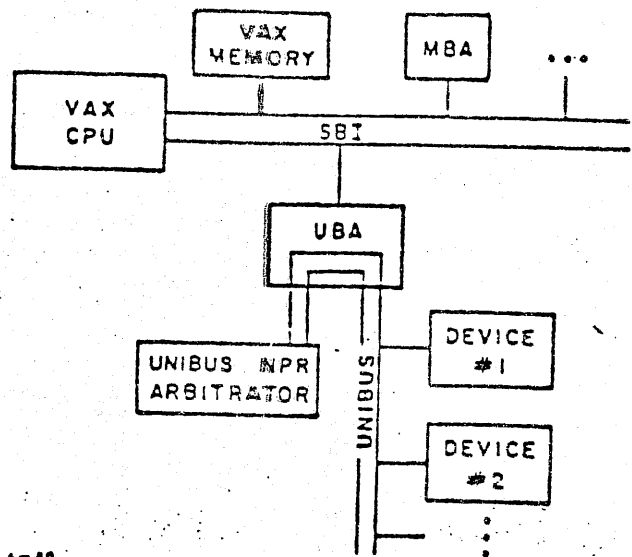 VAX
MEMORY
MBA
...
VAX
CPU
SBI
UBA
UNIBUS NPR
ARBITRATOR
UNIBUS
DEVICE
#1
DEVICE
#2